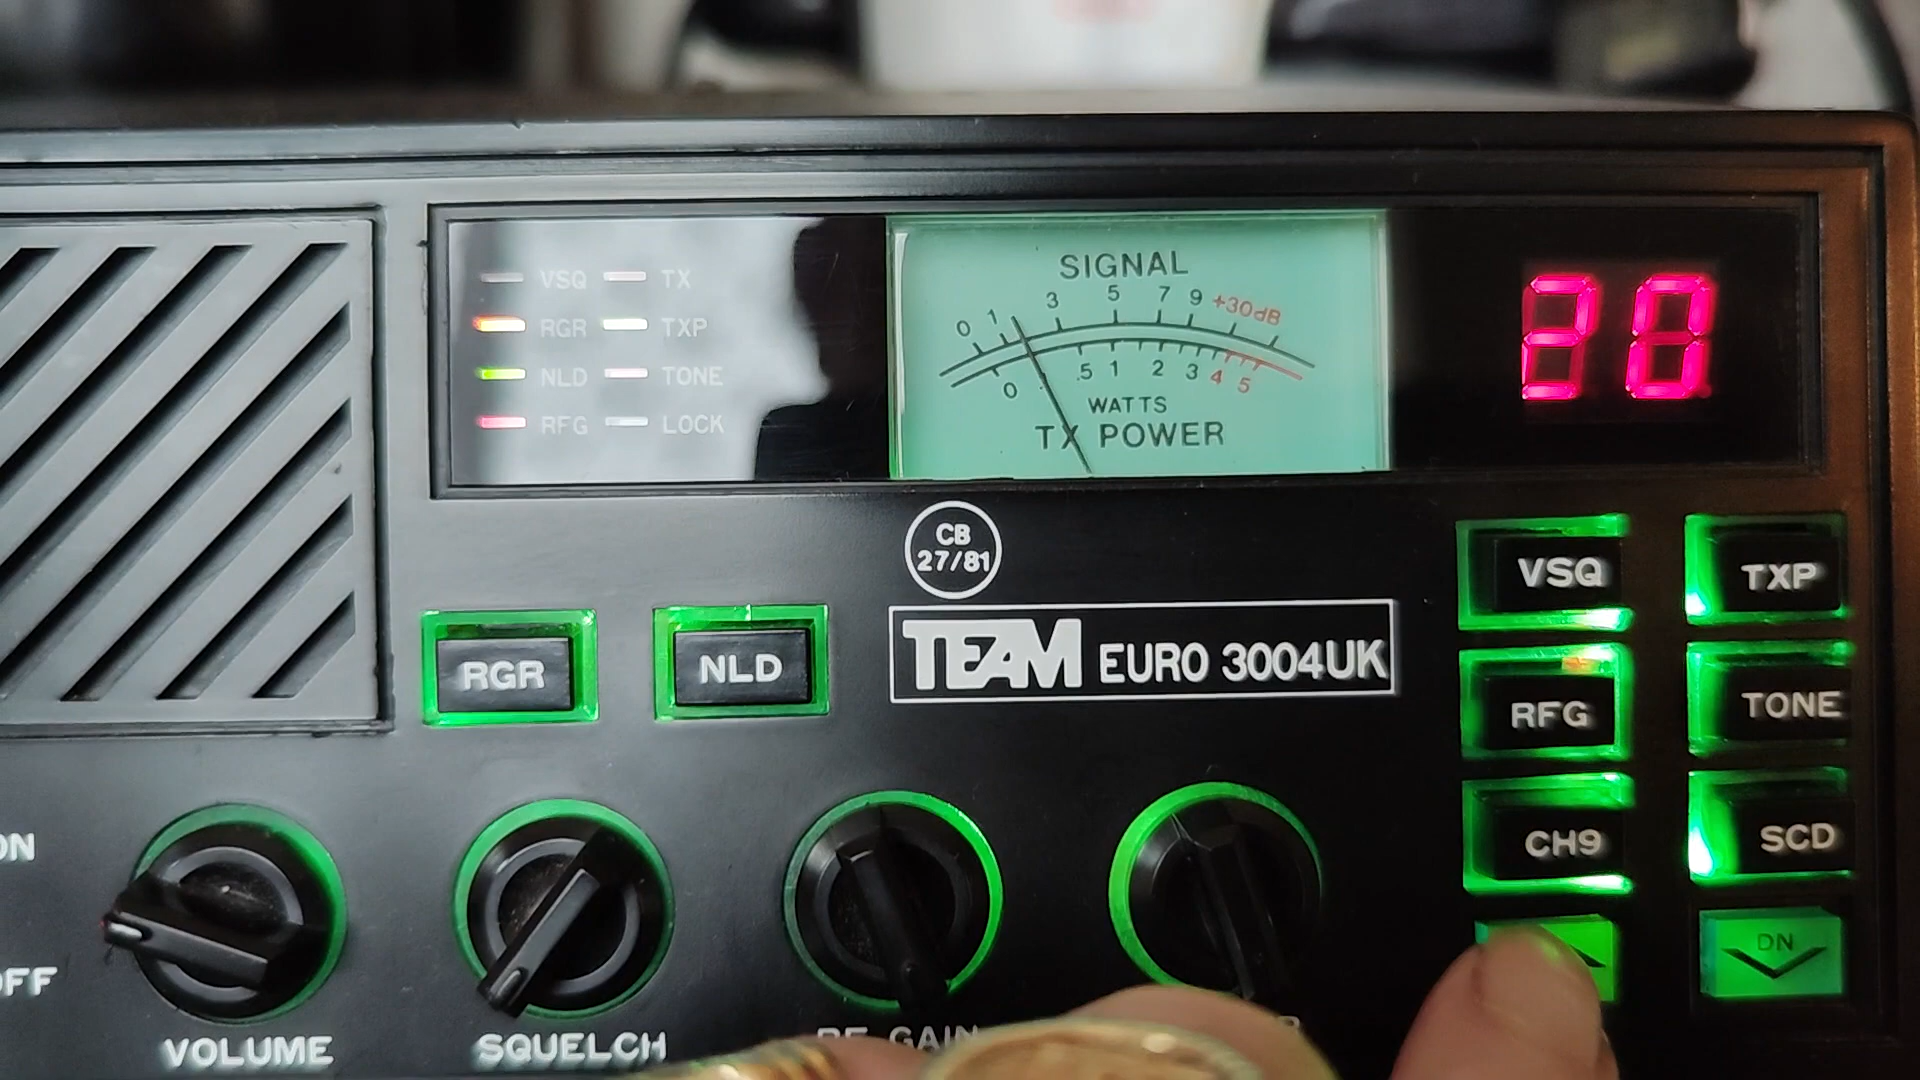 VSQ TX
RGR TXP
NLD TONE
RFG LOCK
SIGNAL
0 1 3 5 7 9 +30dB
0 .5 1 2 3 4 5
WATTS
TX POWER
20
CB
27/81
TEAM EURO 3004UK
RGR
NLD
VSQ
TXP
RFG
TONE
CH9
SCD
DN
ON
OFF
VOLUME
SQUELCH
RF GAIN